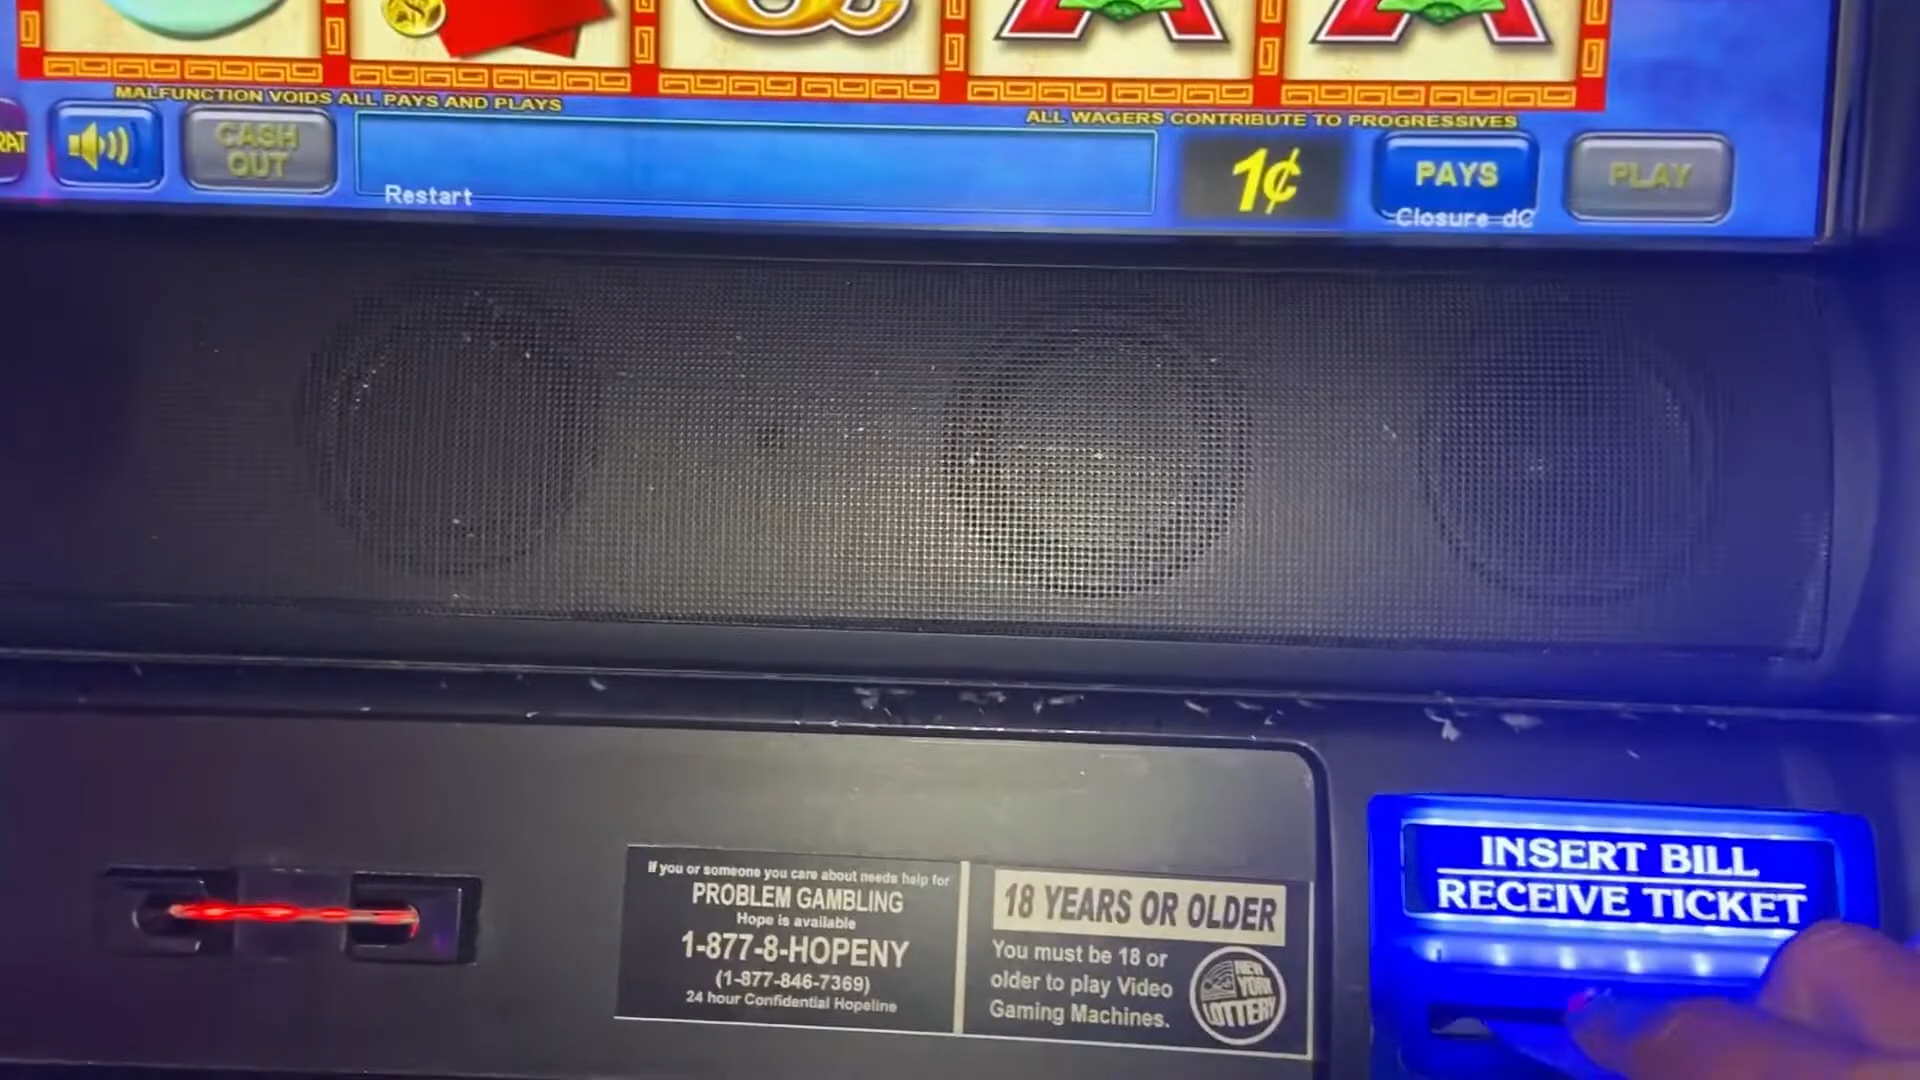 MALFUNCTION VOIDS ALL PAYS AND PLAYS
ALL WAGERS CONTRIBUTE TO PROGRESSIVES
CASH
OUT
Restart
1¢
PAYS
Closure dC
PLAY
If you or someone you care about needs help for
PROBLEM GAMBLING
Hope is available
1-877-8-HOPENY
(1-877-846-7369)
24 hour Confidential Hopeline
18 YEARS OR OLDER
You must be 18 or
older to play Video
Gaming Machines.
NEW
YORK
LOTTERY
INSERT BILL
RECEIVE TICKET